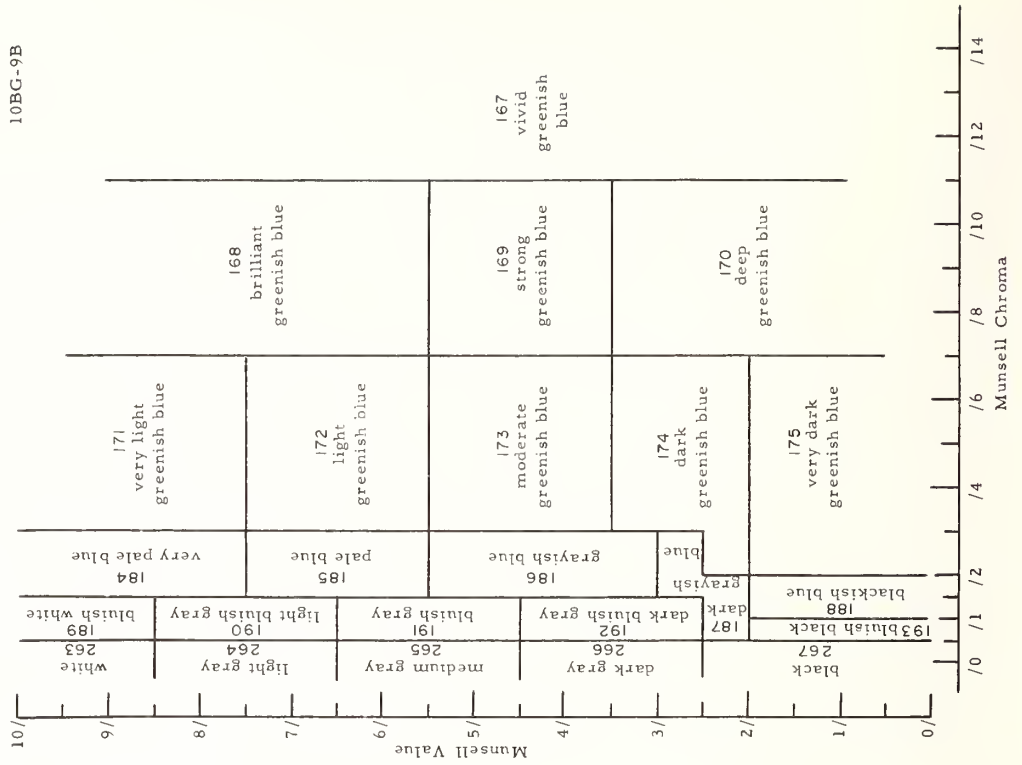 10BG-9B
10/
9/
8/
7/
6/
5/
4/
3/
2/
1/
0/
Munsell Value
263
white
264
light gray
265
medium gray
266
dark gray
267
black
189
bluish white
190
light bluish gray
191
bluish gray
192
dark bluish gray
187
dark
grayish
blue
193 bluish black
188
blackish blue
184
very pale blue
185
pale blue
186
grayish blue
171
very light
greenish blue
172
light
greenish blue
173
moderate
greenish blue
174
dark
greenish blue
175
very dark
greenish blue
168
brilliant
greenish blue
169
strong
greenish blue
170
deep
greenish blue
167
vivid
greenish
blue
/0
/1
/2
/4
/6
/8
/10
/12
/14
Munsell Chroma